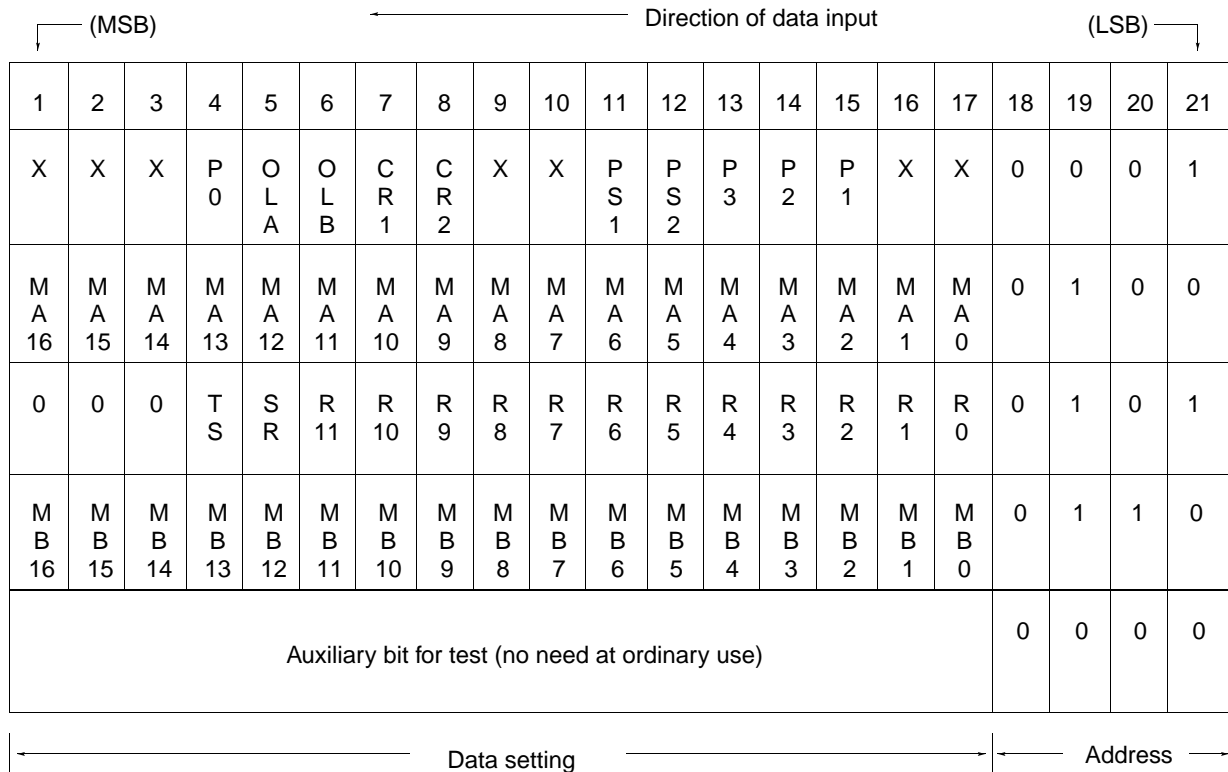 (MSB) Direction of data input (LSB)
1 2 3 4 5 6 7 8 9 10 11 12 13 14 15 16 17 18 19 20 21
X X X P0 OLA OLB CR1 CR2 X X PS1 PS2 P3 P2 P1 X X 0 0 0 1
MA16 MA15 MA14 MA13 MA12 MA11 MA10 MA9 MA8 MA7 MA6 MA5 MA4 MA3 MA2 MA1 MA0 0 1 0 0
0 0 0 TS SR R11 R10 R9 R8 R7 R6 R5 R4 R3 R2 R1 R0 0 1 0 1
MB16 MB15 MB14 MB13 MB12 MB11 MB10 MB9 MB8 MB7 MB6 MB5 MB4 MB3 MB2 MB1 MB0 0 1 1 0
Auxiliary bit for test (no need at ordinary use) 0 0 0 0
Data setting Address